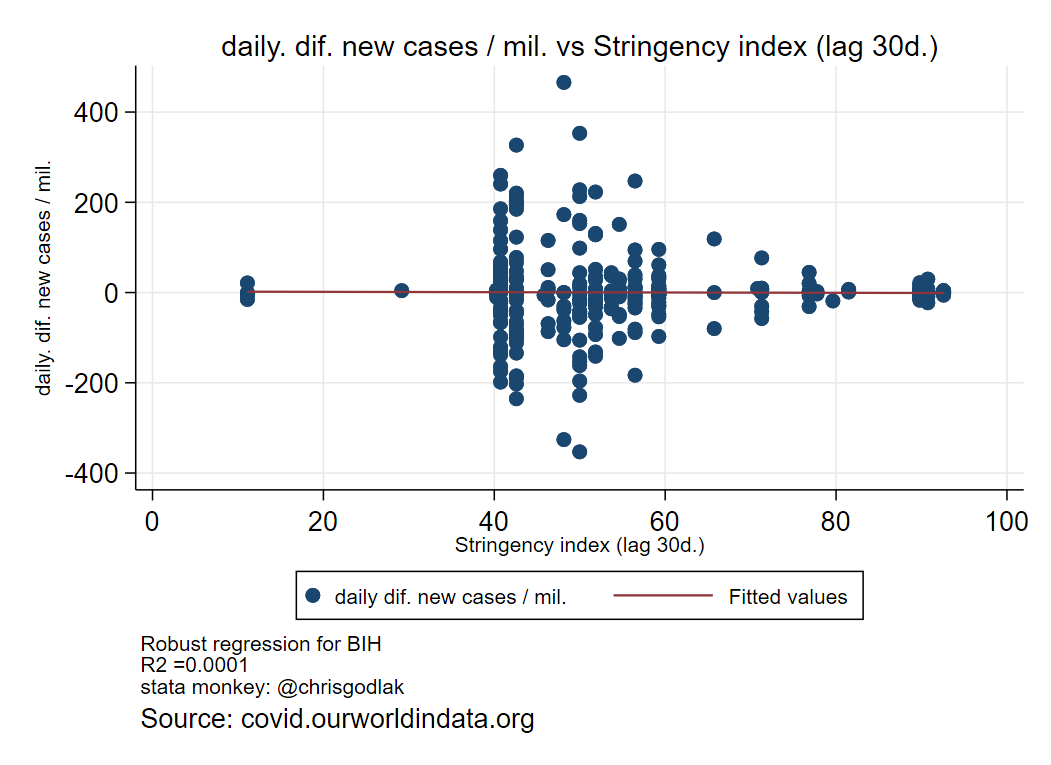 daily. dif. new cases / mil. vs Stringency index (lag 30d.)
daily. dif. new cases / mil.
400
200
0
-200
-400
0 20 40 60 80 100
Stringency index (lag 30d.)
daily dif. new cases / mil. Fitted values
Robust regression for BIH
R2 =0.0001
stata monkey: @chrisgodlak
Source: covid.ourworldindata.org